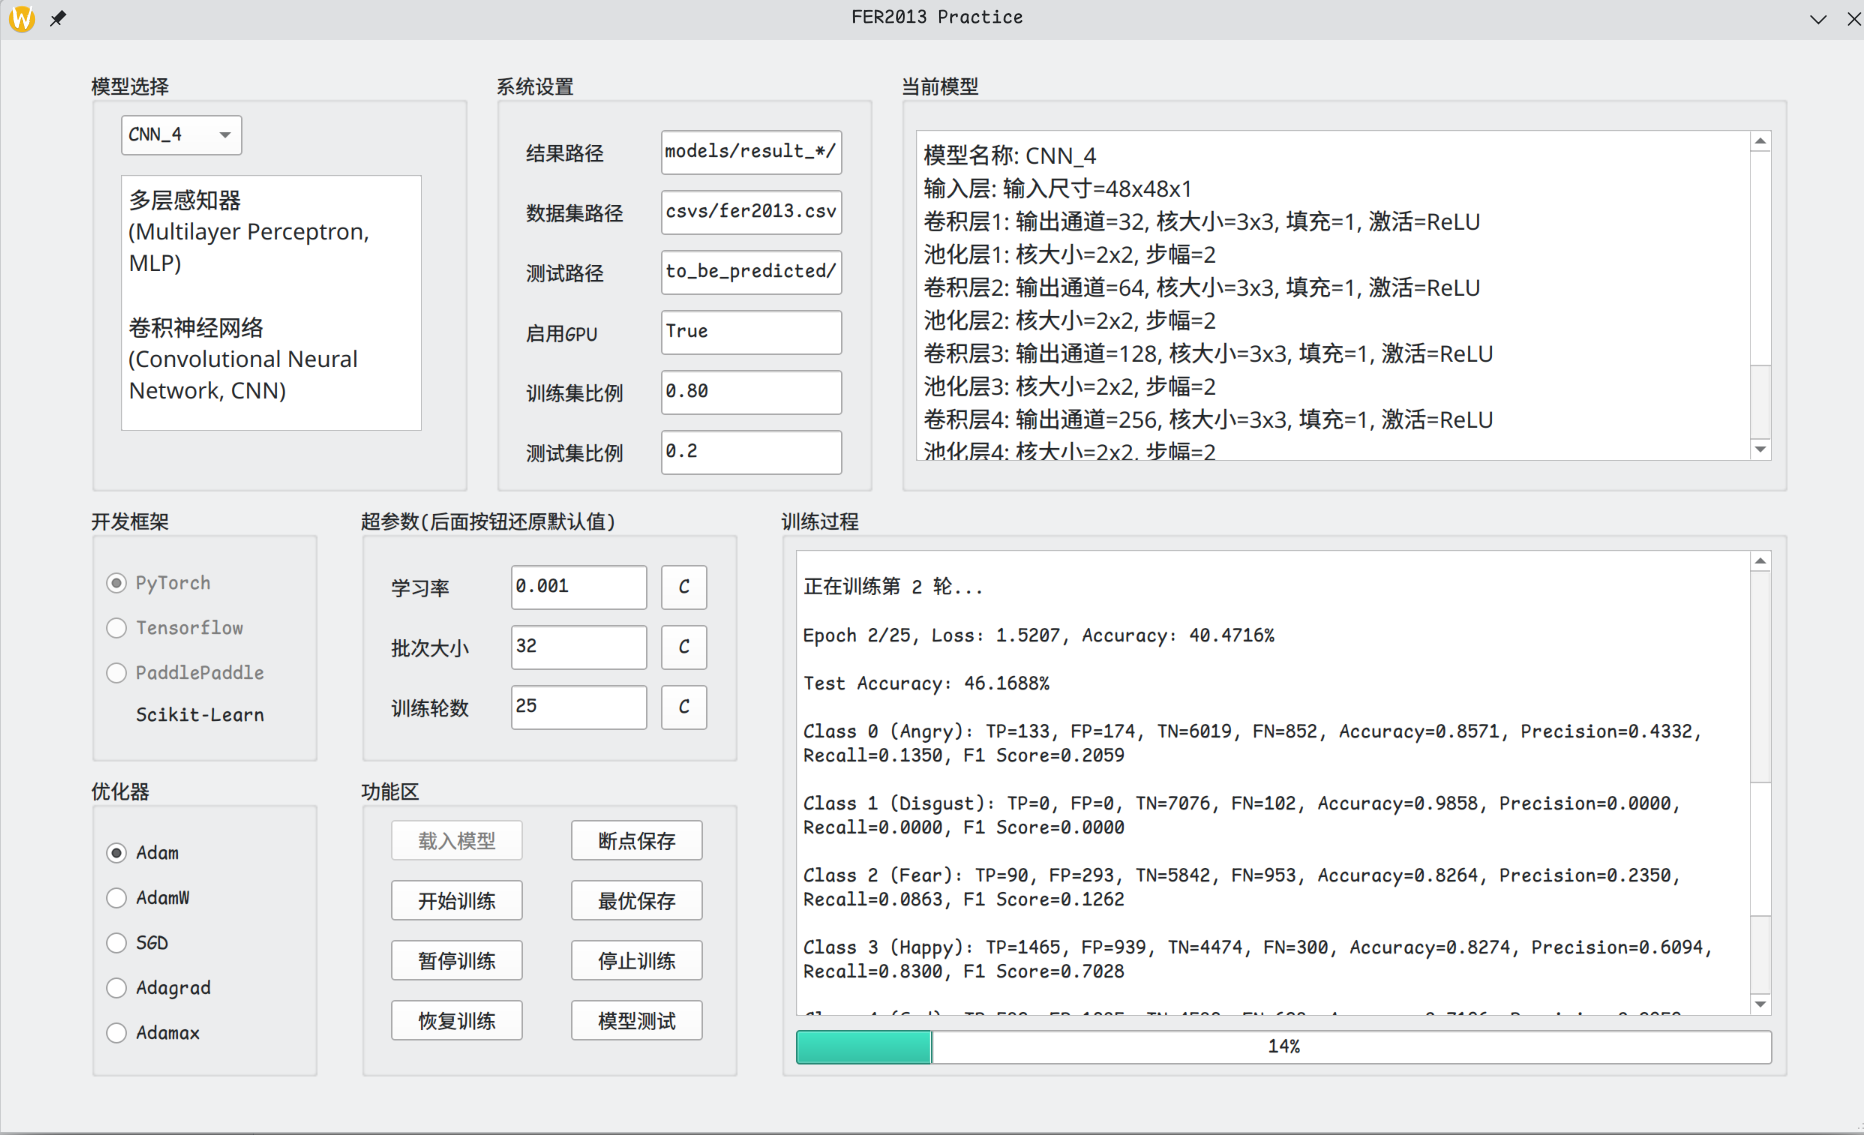 FER2013 Practice
模型选择
CNN_4
多层感知器
(Multilayer Perceptron,
MLP)
卷积神经网络
(Convolutional Neural
Network, CNN)
系统设置
结果路径 models/result_*/
数据集路径 csvs/fer2013.csv
测试路径 to_be_predicted/
启用GPU True
训练集比例 0.80
测试集比例 0.2
当前模型
模型名称: CNN_4
输入层: 输入尺寸=48x48x1
卷积层1: 输出通道=32, 核大小=3x3, 填充=1, 激活=ReLU
池化层1: 核大小=2x2, 步幅=2
卷积层2: 输出通道=64, 核大小=3x3, 填充=1, 激活=ReLU
池化层2: 核大小=2x2, 步幅=2
卷积层3: 输出通道=128, 核大小=3x3, 填充=1, 激活=ReLU
池化层3: 核大小=2x2, 步幅=2
卷积层4: 输出通道=256, 核大小=3x3, 填充=1, 激活=ReLU
池化层4: 核大小=2x2, 步幅=2
开发框架
PyTorch
Tensorflow
PaddlePaddle
Scikit-Learn
超参数(后面按钮还原默认值)
学习率 0.001 C
批次大小 32 C
训练轮数 25 C
优化器
Adam
AdamW
SGD
Adagrad
Adamax
功能区
载入模型 断点保存
开始训练 最优保存
暂停训练 停止训练
恢复训练 模型测试
训练过程
正在训练第 2 轮...
Epoch 2/25, Loss: 1.5207, Accuracy: 40.4716%
Test Accuracy: 46.1688%
Class 0 (Angry): TP=133, FP=174, TN=6019, FN=852, Accuracy=0.8571, Precision=0.4332,
Recall=0.1350, F1 Score=0.2059
Class 1 (Disgust): TP=0, FP=0, TN=7076, FN=102, Accuracy=0.9858, Precision=0.0000,
Recall=0.0000, F1 Score=0.0000
Class 2 (Fear): TP=90, FP=293, TN=5842, FN=953, Accuracy=0.8264, Precision=0.2350,
Recall=0.0863, F1 Score=0.1262
Class 3 (Happy): TP=1465, FP=939, TN=4474, FN=300, Accuracy=0.8274, Precision=0.6094,
Recall=0.8300, F1 Score=0.7028
14%